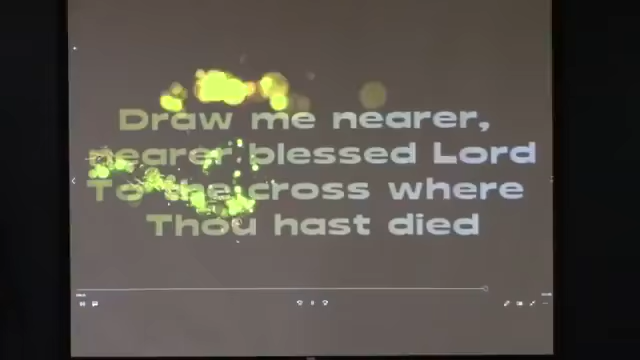 Draw me nearer,
nearer blessed Lord
To the cross where
Thou hast died